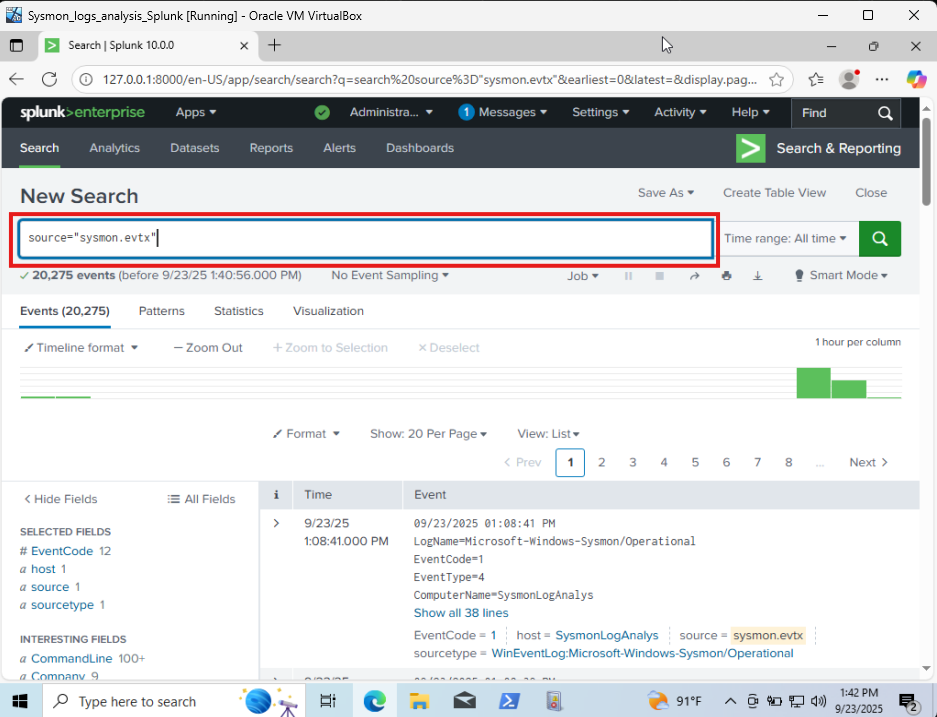 Sysmon_logs_analysis_Splunk [Running] - Oracle VM VirtualBox
Search | Splunk 10.0.0
127.0.0.1:8000/en-US/app/search/search?q=search%20source%3D"sysmon.evtx"&earliest=0&latest=&display.pag...
splunk>enterprise Apps Administra... 1 Messages Settings Activity Help Find
Search Analytics Datasets Reports Alerts Dashboards Search & Reporting
New Search Save As Create Table View Close
source="sysmon.evtx" Time range: All time
20,275 events (before 9/23/25 1:40:56.000 PM) No Event Sampling Job Smart Mode
Events (20,275) Patterns Statistics Visualization
Timeline format — Zoom Out + Zoom to Selection × Deselect 1 hour per column
Format Show: 20 Per Page View: List
< Prev 1 2 3 4 5 6 7 8 ... Next >
< Hide Fields All Fields i Time Event
SELECTED FIELDS
# EventCode 12
a host 1
a source 1
a sourcetype 1
INTERESTING FIELDS
a CommandLine 100+
a Company 9
> 9/23/25
1:08:41.000 PM
09/23/2025 01:08:41 PM
LogName=Microsoft-Windows-Sysmon/Operational
EventCode=1
EventType=4
ComputerName=SysmonLogAnalys
Show all 38 lines
EventCode = 1 host = SysmonLogAnalys source = sysmon.evtx
sourcetype = WinEventLog:Microsoft-Windows-Sysmon/Operational
Type here to search 91°F 1:42 PM
9/23/2025 2